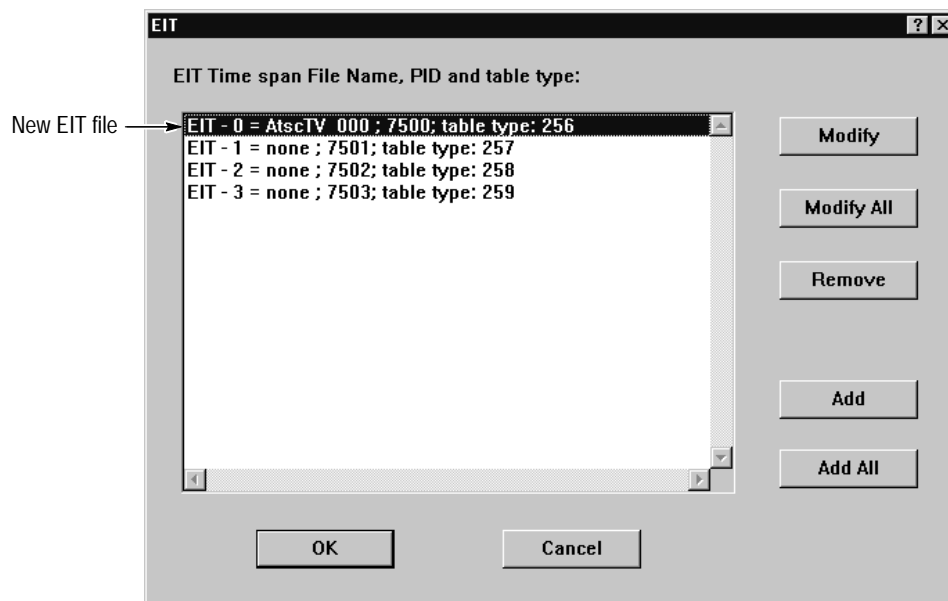 EIT
? ×
EIT Time span File Name, PID and table type:
New EIT file
EIT - 0 = AtscTV 000 ; 7500; table type: 256
EIT - 1 = none ; 7501; table type: 257
EIT - 2 = none ; 7502; table type: 258
EIT - 3 = none ; 7503; table type: 259
Modify
Modify All
Remove
Add
Add All
OK
Cancel